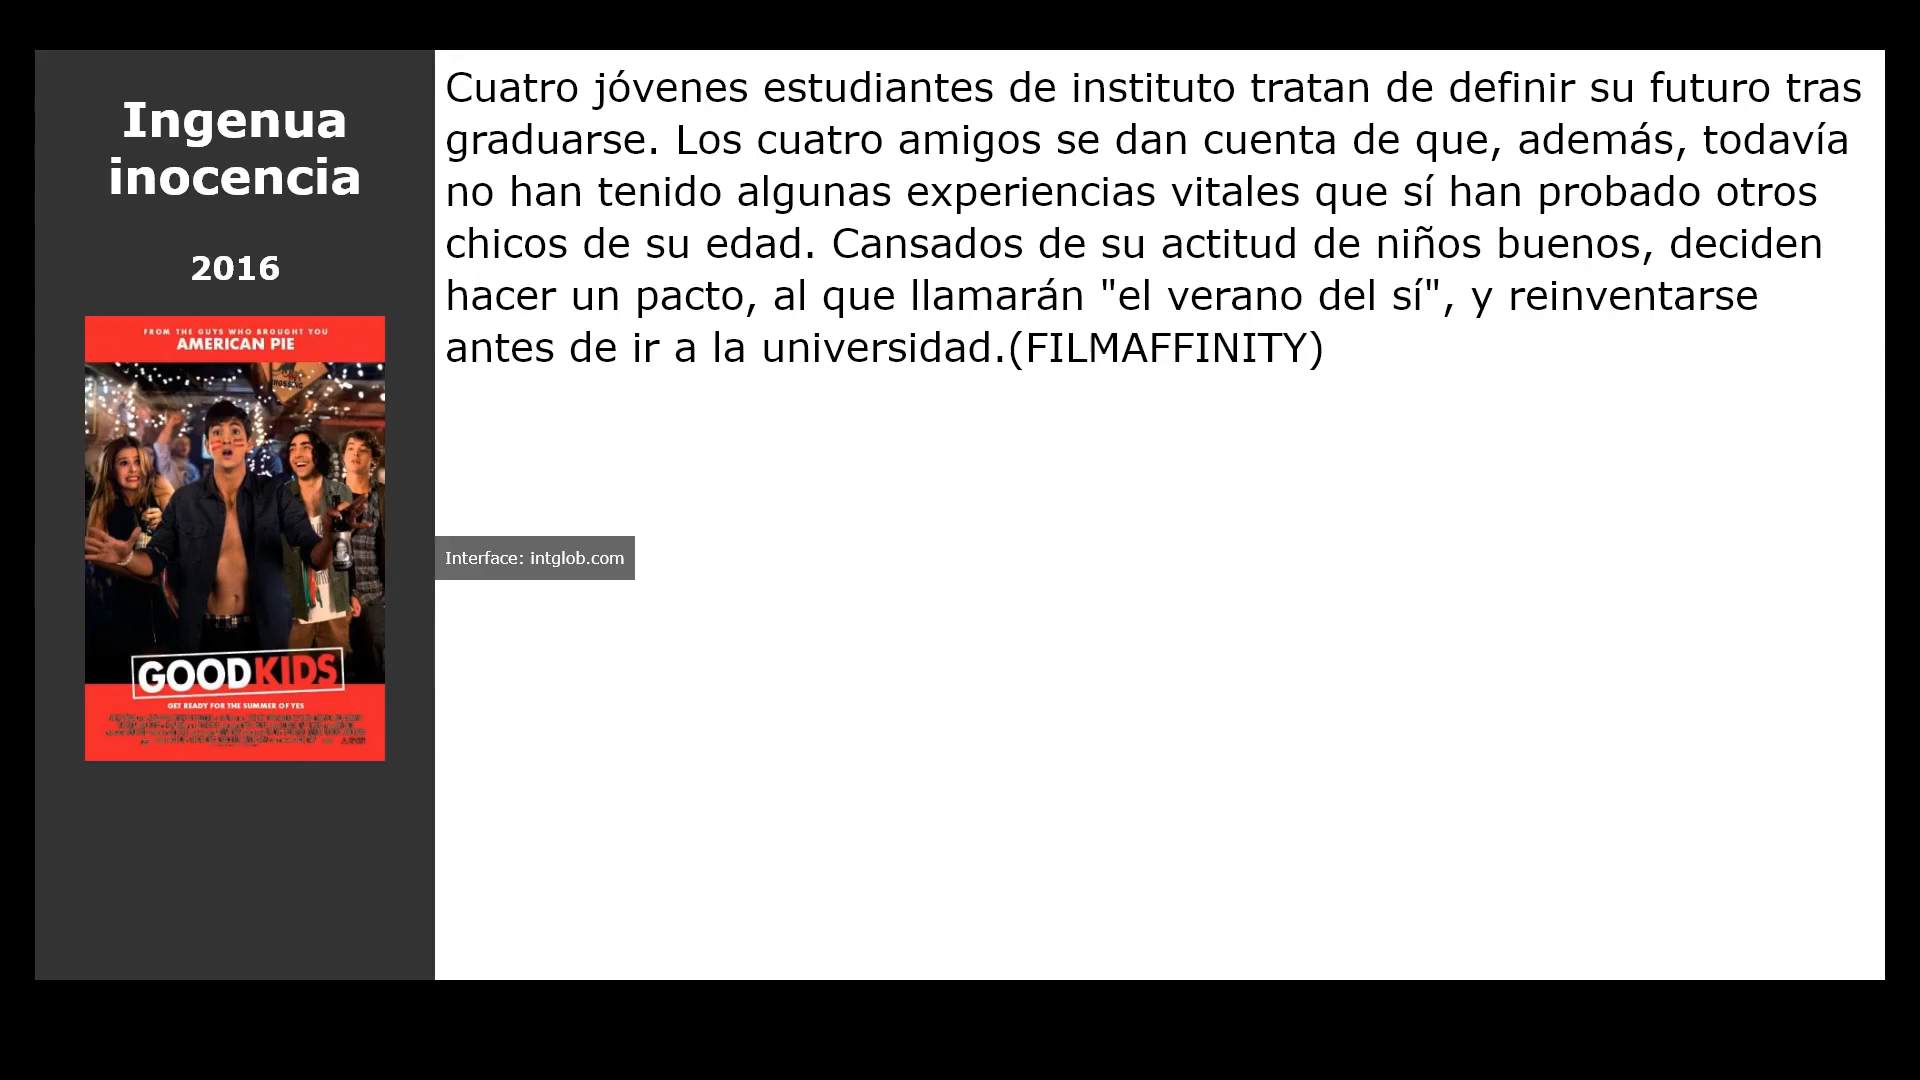 Ingenua
inocencia
2016
FROM THE GUYS WHO BROUGHT YOU
AMERICAN PIE
GOODKIDS
GET READY FOR THE SUMMER OF YES
Cuatro jóvenes estudiantes de instituto tratan de definir su futuro tras
graduarse. Los cuatro amigos se dan cuenta de que, además, todavía
no han tenido algunas experiencias vitales que sí han probado otros
chicos de su edad. Cansados de su actitud de niños buenos, deciden
hacer un pacto, al que llamarán "el verano del sí", y reinventarse
antes de ir a la universidad.(FILMAFFINITY)
Interface: intglob.com